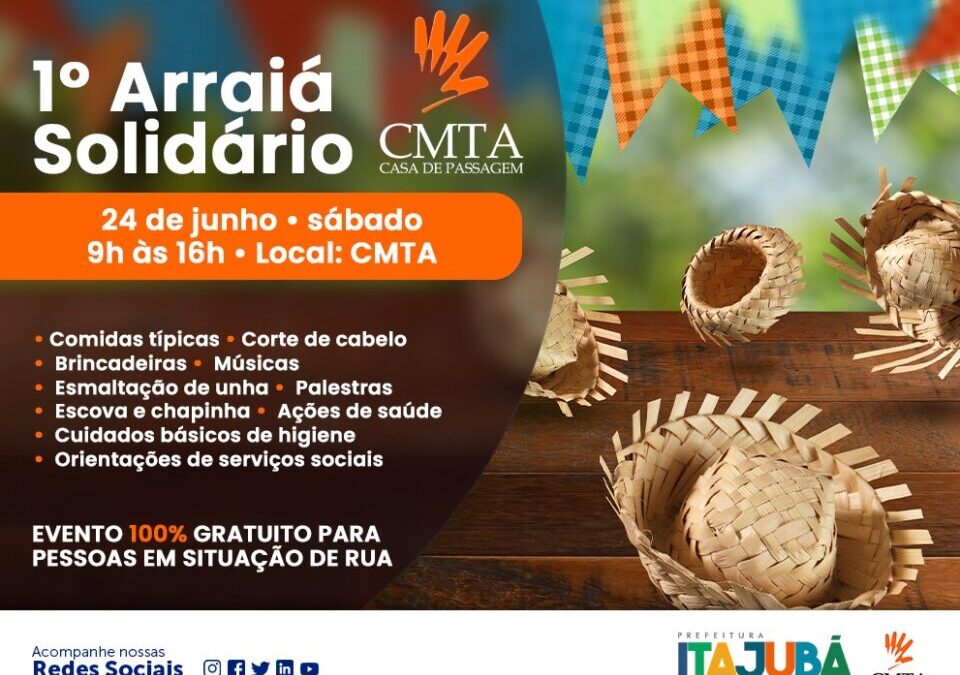 1º Arraiá
Solidário
CMTA
CASA DE PASSAGEM
24 de junho • sábado
9h às 16h • Local: CMTA
• Comidas típicas • Corte de cabelo
• Brincadeiras • Músicas
• Esmaltação de unha • Palestras
• Escova e chapinha • Ações de saúde
• Cuidados básicos de higiene
• Orientações de serviços sociais
EVENTO 100% GRATUITO PARA
PESSOAS EM SITUAÇÃO DE RUA
Acompanhe nossas
Redes Sociais
PREFEITURA
ITAJUBÁ
CMTA